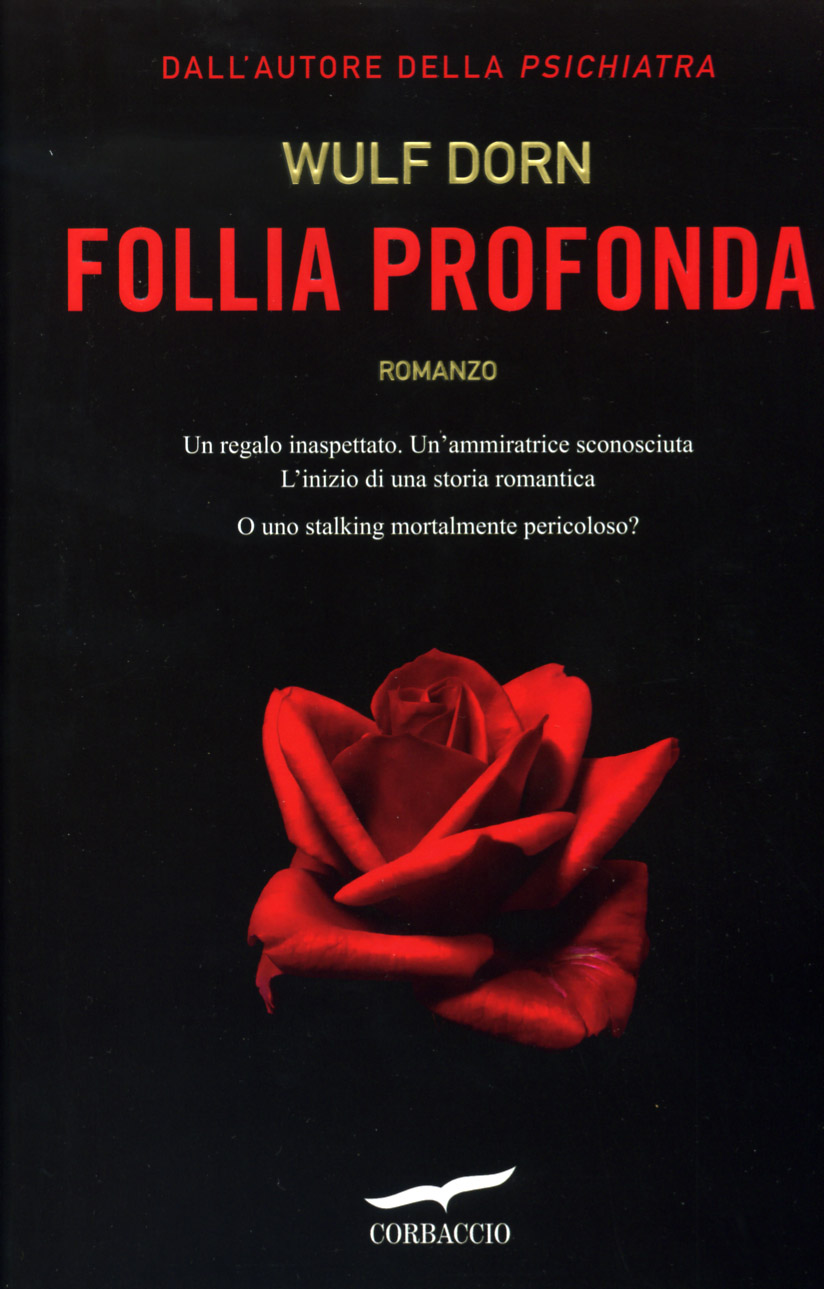 DALL'AUTORE DELLA PSICHIATRA
WULF DORN
FOLLIA PROFONDA
ROMANZO
Un regalo inaspettato. Un'ammiratrice sconosciuta
L'inizio di una storia romantica
O uno stalking mortalmente pericoloso?
CORBACCIO